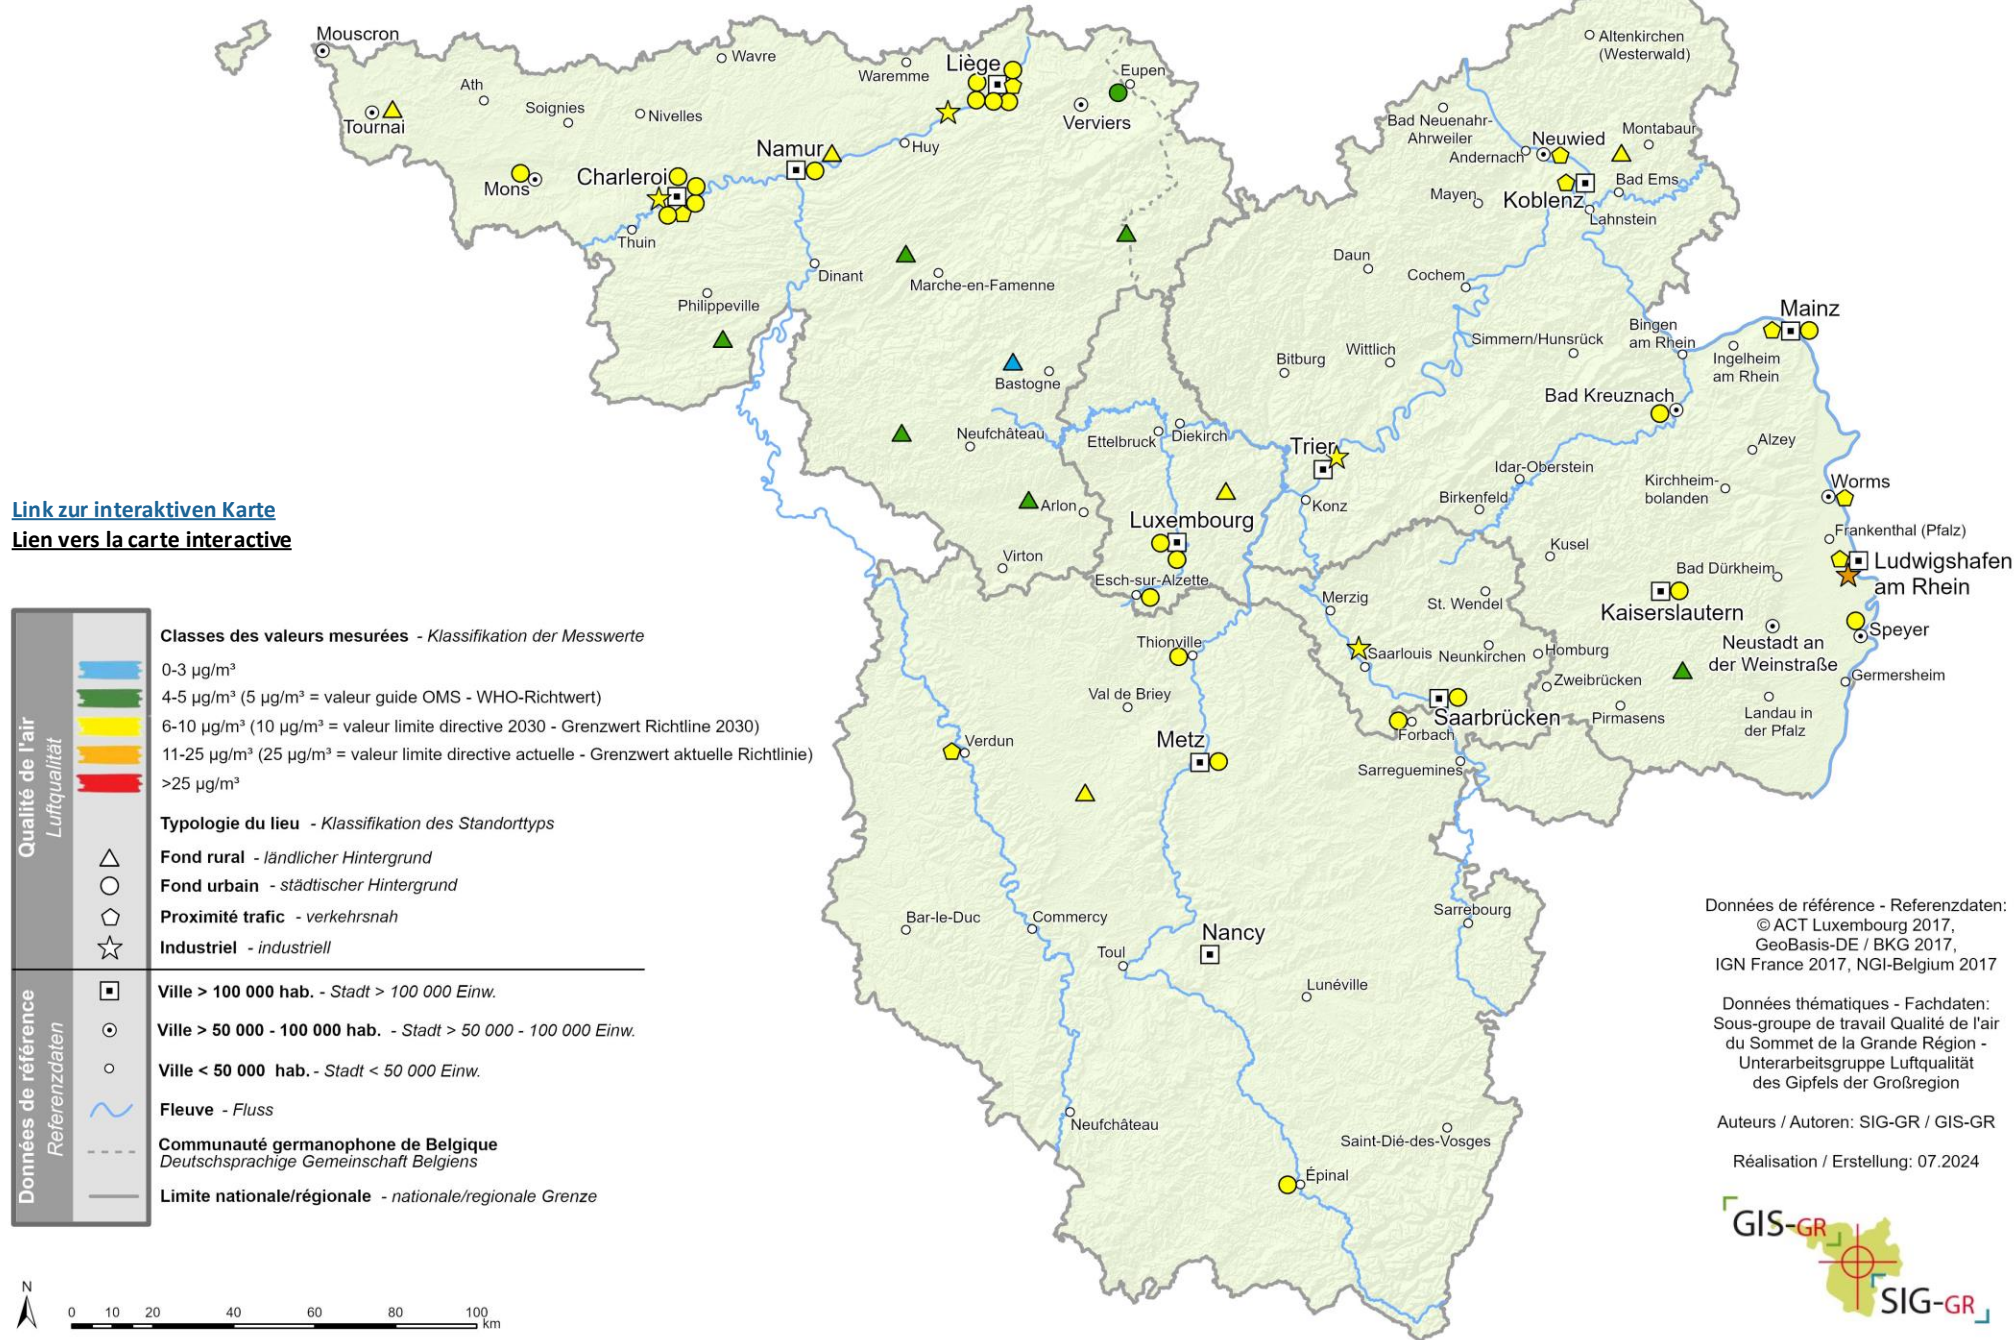 Mouscron
Tournai
Ath
Soignies
Mons
Wavre
Nivelles
Charleroi
Thuin
Philippeville
Namur
Dinant
Waremme
Liège
Huy
Verviers
Eupen
Marche-en-Famenne
Bastogne
Neufchâteau
Arlon
Virton
Altenkirchen
(Westerwald)
Bad Neuenahr-
Ahrweiler
Neuwied
Montabaur
Andernach
Bad Ems
Mayen
Koblenz
Lahnstein
Daun
Cochem
Mainz
Bingen
am Rhein
Simmern/Hunsrück
Ingelheim
am Rhein
Bitburg
Wittlich
Bad Kreuznach
Alzey
Ettelbruck
Diekirch
Trier
Konz
Idar-Oberstein
Birkenfeld
Kirchheim-
bolanden
Worms
Frankenthal (Pfalz)
Luxembourg
Esch-sur-Alzette
Kusel
Bad Dürkheim
Ludwigshafen
am Rhein
Merzig
St. Wendel
Kaiserslautern
Speyer
Neustadt an
der Weinstraße
Thionville
Saarlouis
Neunkirchen
Homburg
Zweibrücken
Germersheim
Val de Briey
Pirmasens
Landau in
der Pfalz
Saarbrücken
Forbach
Verdun
Metz
Sarreguemines
Bar-le-Duc
Commercy
Toul
Nancy
Sarrebourg
Lunéville
Neufchâteau
Saint-Dié-des-Vosges
Épinal
Link zur interaktiven Karte
Lien vers la carte interactive
Qualité de l'air
Luftqualität
Classes des valeurs mesurées - Klassifikation der Messwerte
0-3 µg/m³
4-5 µg/m³ (5 µg/m³ = valeur guide OMS - WHO-Richtwert)
6-10 µg/m³ (10 µg/m³ = valeur limite directive 2030 - Grenzwert Richtline 2030)
11-25 µg/m³ (25 µg/m³ = valeur limite directive actuelle - Grenzwert aktuelle Richtlinie)
>25 µg/m³
Typologie du lieu - Klassifikation des Standorttyps
Fond rural - ländlicher Hintergrund
Fond urbain - städtischer Hintergrund
Proximité trafic - verkehrsnah
Industriel - industriell
Données de référence
Referenzdaten
Ville > 100 000 hab. - Stadt > 100 000 Einw.
Ville > 50 000 - 100 000 hab. - Stadt > 50 000 - 100 000 Einw.
Ville < 50 000 hab. - Stadt < 50 000 Einw.
Fleuve - Fluss
Communauté germanophone de Belgique
Deutschsprachige Gemeinschaft Belgiens
Limite nationale/régionale - nationale/regionale Grenze
N
0 10 20 40 60 80 100
km
Données de référence - Referenzdaten:
© ACT Luxembourg 2017,
GeoBasis-DE / BKG 2017,
IGN France 2017, NGI-Belgium 2017
Données thématiques - Fachdaten:
Sous-groupe de travail Qualité de l'air
du Sommet de la Grande Région -
Unterarbeitsgruppe Luftqualität
des Gipfels der Großregion
Auteurs / Autoren: SIG-GR / GIS-GR
Réalisation / Erstellung: 07.2024
GIS-GR
SIG-GR